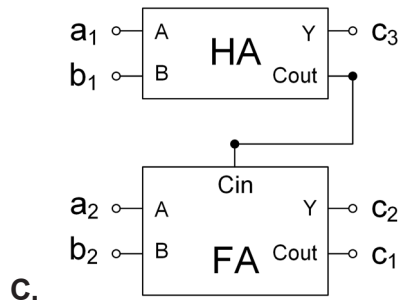 a₁ A Y c₃
HA
b₁ B Cout
Cin
a₂ A Y c₂
b₂ B FA Cout c₁
C.